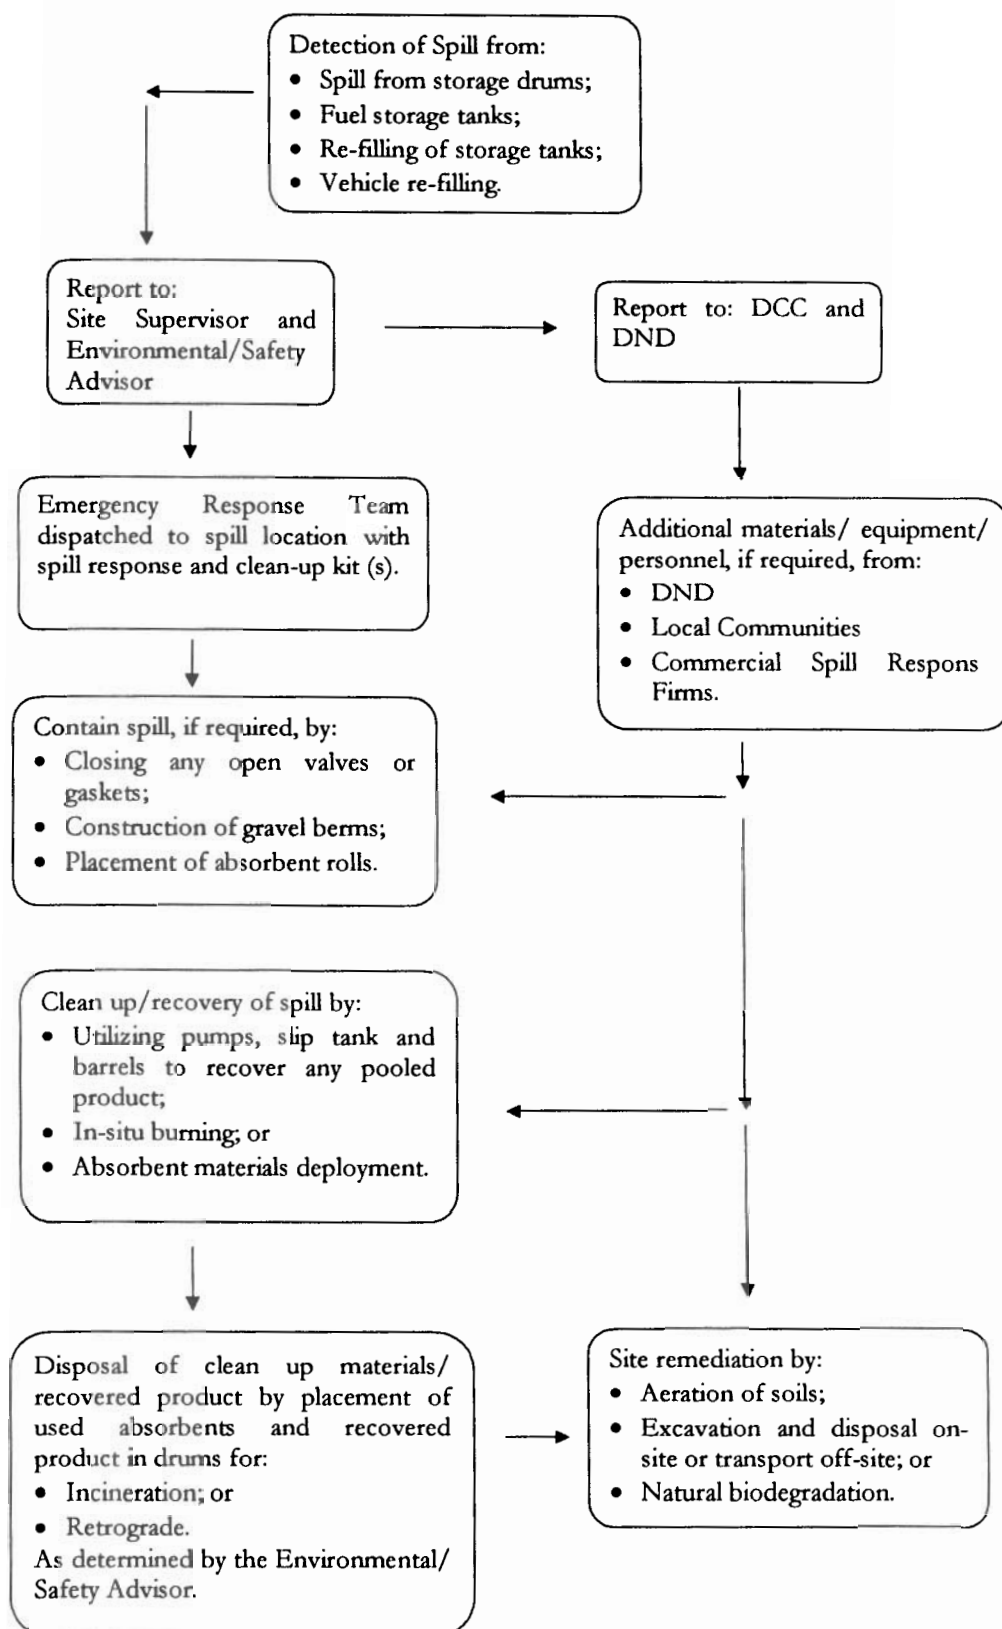 Detection of Spill from:
• Spill from storage drums;
• Fuel storage tanks;
• Re-filling of storage tanks;
• Vehicle re-filling.
Report to:
Site Supervisor and
Environmental/Safety
Advisor
Report to: DCC and
DND
Emergency Response Team
dispatched to spill location with
spill response and clean-up kit (s).
Additional materials/ equipment/
personnel, if required, from:
• DND
• Local Communities
• Commercial Spill Respons
Firms.
Contain spill, if required, by:
• Closing any open valves or
gaskets;
• Construction of gravel berms;
• Placement of absorbent rolls.
Clean up/recovery of spill by:
• Utilizing pumps, slip tank and
barrels to recover any pooled
product;
• In-situ burning; or
• Absorbent materials deployment.
Disposal of clean up materials/
recovered product by placement of
used absorbents and recovered
product in drums for:
• Incineration; or
• Retrograde.
As determined by the Environmental/
Safety Advisor.
Site remediation by:
• Aeration of soils;
• Excavation and disposal on-
site or transport off-site; or
• Natural biodegradation.